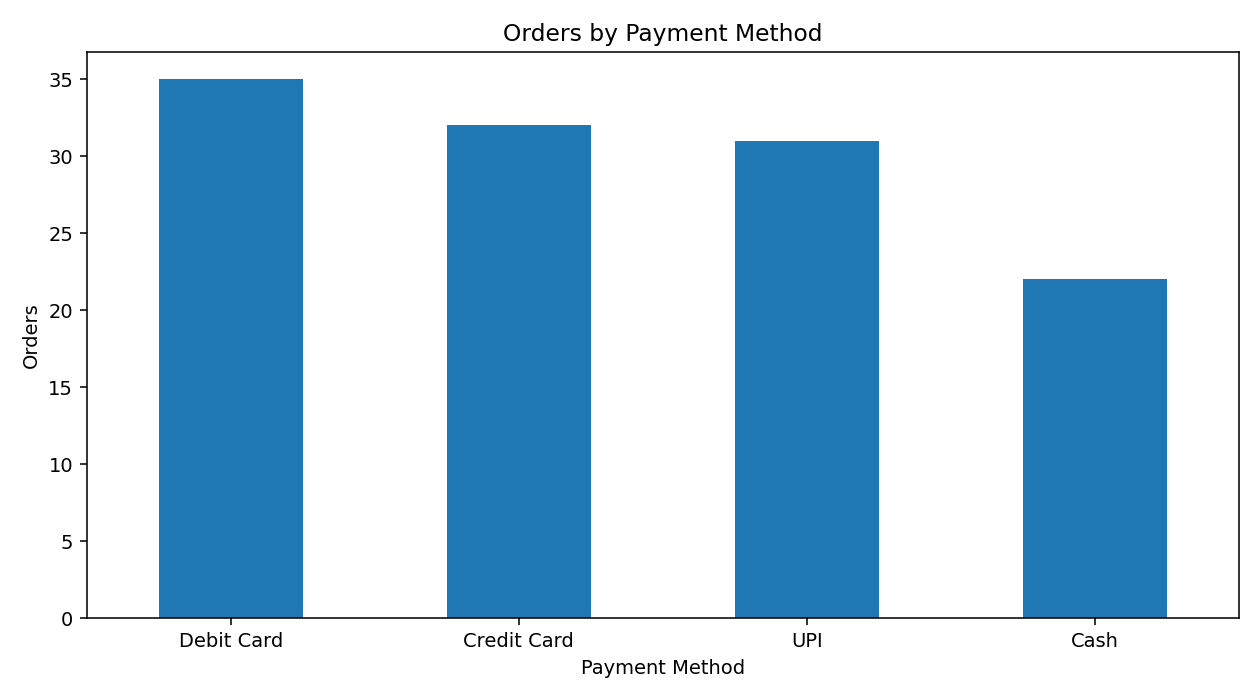 Orders by Payment Method
Orders
35
30
25
20
15
10
5
0
Debit Card
Credit Card
UPI
Cash
Payment Method